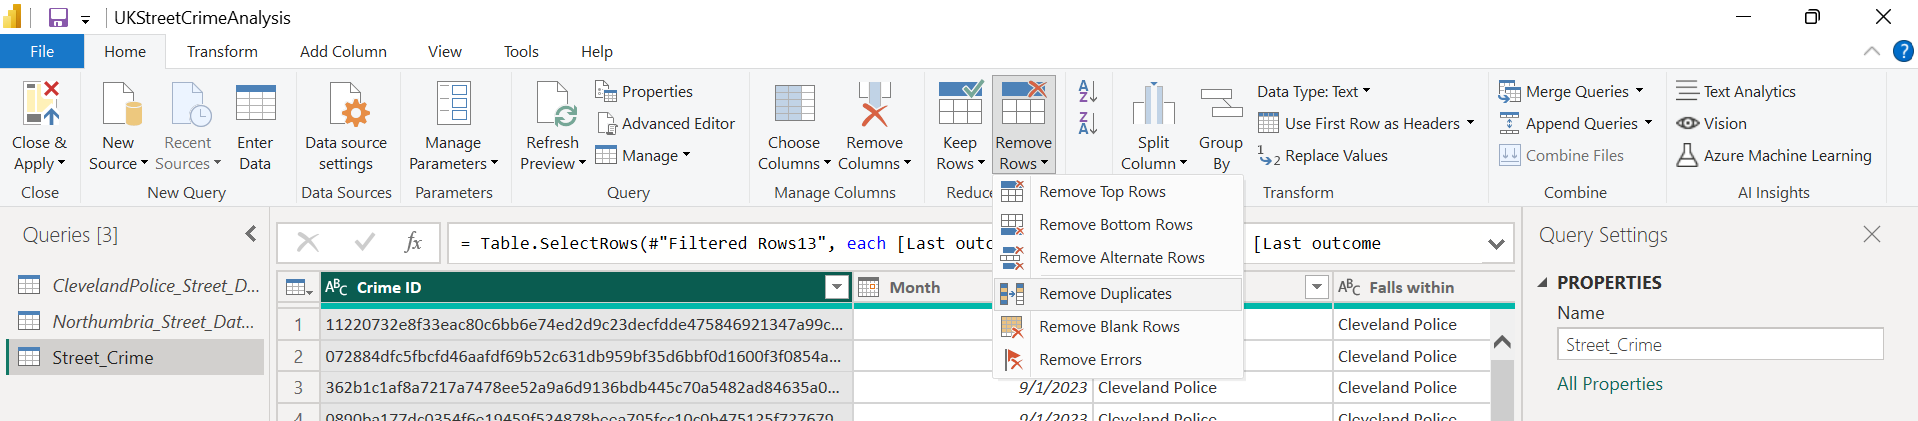 UKStreetCrimeAnalysis
File Home Transform Add Column View Tools Help
Close & Apply
New Source
Recent Sources
Enter Data
Data source settings
Manage Parameters
Refresh Preview
Properties
Advanced Editor
Manage
Choose Columns
Remove Columns
Keep Rows
Remove Rows
Split Column
Group By
Data Type: Text
Use First Row as Headers
Replace Values
Merge Queries
Append Queries
Combine Files
Text Analytics
Vision
Azure Machine Learning
Close
New Query
Data Sources
Parameters
Query
Manage Columns
Reduc
Transform
Combine
AI Insights
Remove Top Rows
Remove Bottom Rows
Remove Alternate Rows
Remove Duplicates
Remove Blank Rows
Remove Errors
Queries [3]
ClevelandPolice_Street_D...
Northumbria_Street_Dat...
Street_Crime
fx
= Table.SelectRows(#"Filtered Rows13", each [Last outc
[Last outcome
ABC Crime ID
Month
ABC Falls within
1 11220732e8f33eac80c6bb6e74ed2d9c23decfdde475846921347a99c... Cleveland Police
2 072884dfc5fbcfd46aafdf69b52c631db959bf35d6bbf0d1600f3f0854a... Cleveland Police
3 362b1c1af8a7217a7478ee52a9a6d9136bdb445c70a5482ad84635a0... 9/1/2023 Cleveland Police Cleveland Police
4 9/1/2023 Cleveland Police Cleveland Police
Query Settings
PROPERTIES
Name
Street_Crime
All Properties